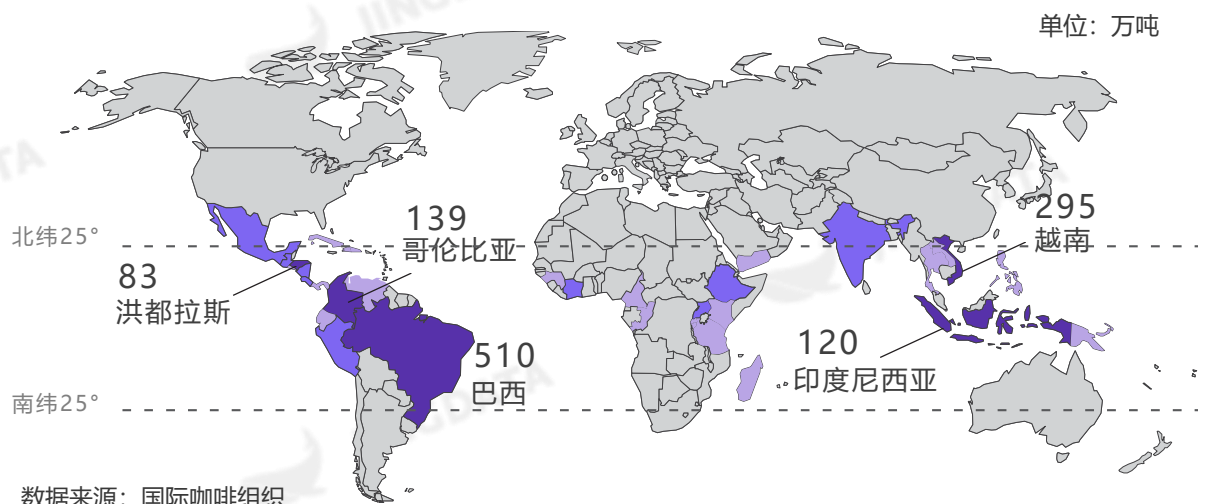 单位：万吨
295
越南
139
哥伦比亚
北纬25°
83
洪都拉斯
120
印度尼西亚
510
巴西
南纬25°
数据来源：国际咖啡组织